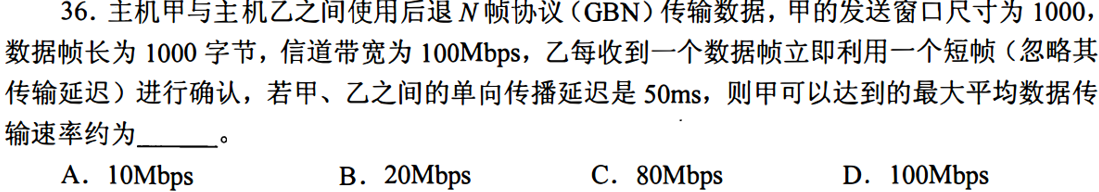 36. 主机甲与主机乙之间使用后退 N 帧协议（GBN）传输数据，甲的发送窗口尺寸为 1000，
数据帧长为 1000 字节，信道带宽为 100Mbps，乙每收到一个数据帧立即利用一个短帧（忽略其
传输延迟）进行确认，若甲、乙之间的单向传播延迟是 50ms，则甲可以达到的最大平均数据传
输速率约为______。
A．10Mbps B．20Mbps C．80Mbps D．100Mbps